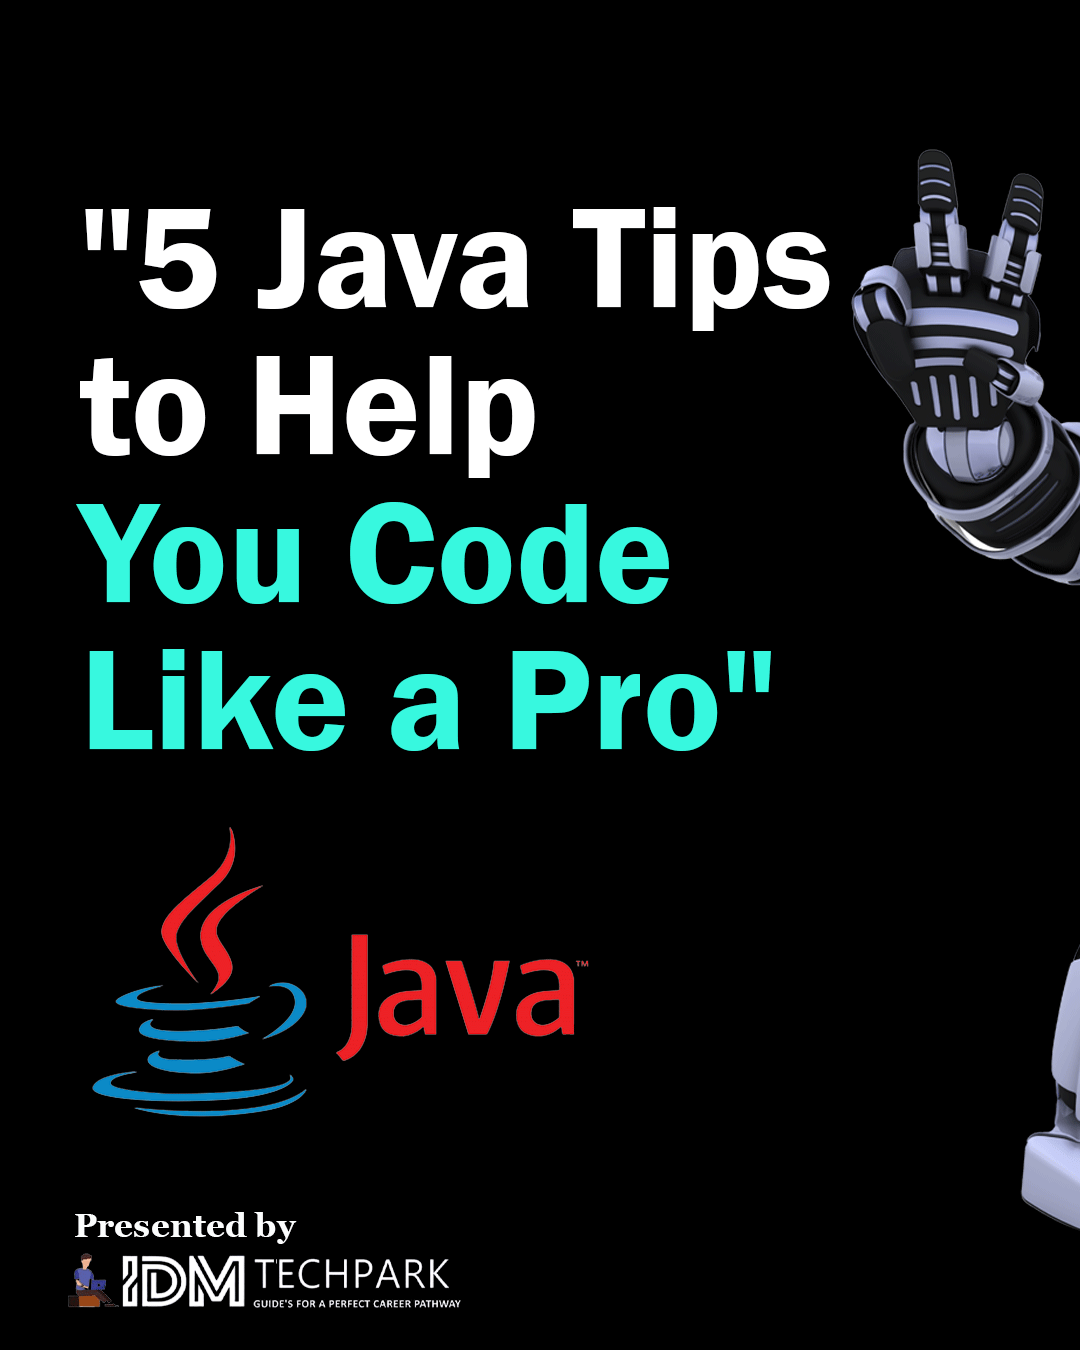 "5 Java Tips
to Help
You Code
Like a Pro"
Java™
Presented by
IDM TECHPARK
GUIDE'S FOR A PERFECT CAREER PATHWAY